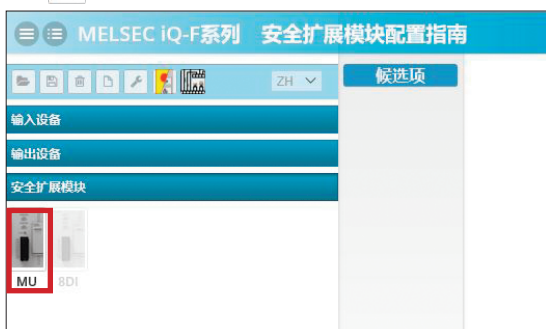 MELSEC iQ-F系列 安全扩展模块配置指南
ZH
候选项
输入设备
输出设备
安全扩展模块
MU
8DI